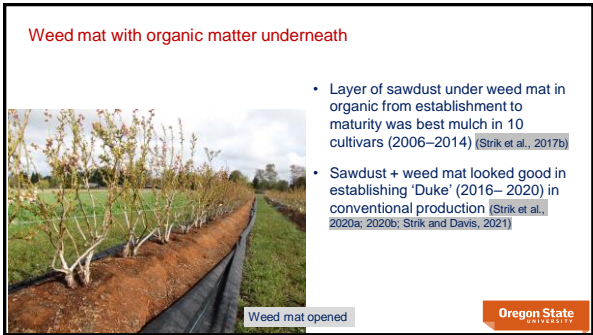 Weed mat with organic matter underneath
• Layer of sawdust under weed mat in
organic from establishment to
maturity was best mulch in 10
cultivars (2006–2014) (Strik et al., 2017b)
• Sawdust + weed mat looked good in
establishing ‘Duke’ (2016– 2020) in
conventional production (Strik et al.,
2020a; 2020b; Strik and Davis, 2021)
Weed mat opened
Oregon State
UNIVERSITY